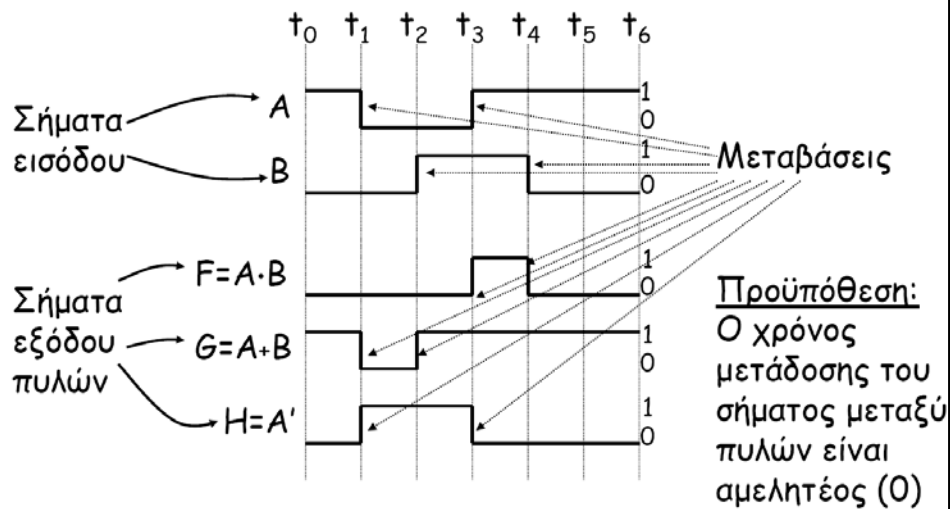 t0 t1 t2 t3 t4 t5 t6
Σήματα
εισόδου
A
1
0
B
1
0
Μεταβάσεις
Σήματα
εξόδου
πυλών
F=A·B
1
0
G=A+B
1
0
H=A'
1
0
Προϋπόθεση:
Ο χρόνος
μετάδοσης του
σήματος μεταξύ
πυλών είναι
αμελητέος (0)